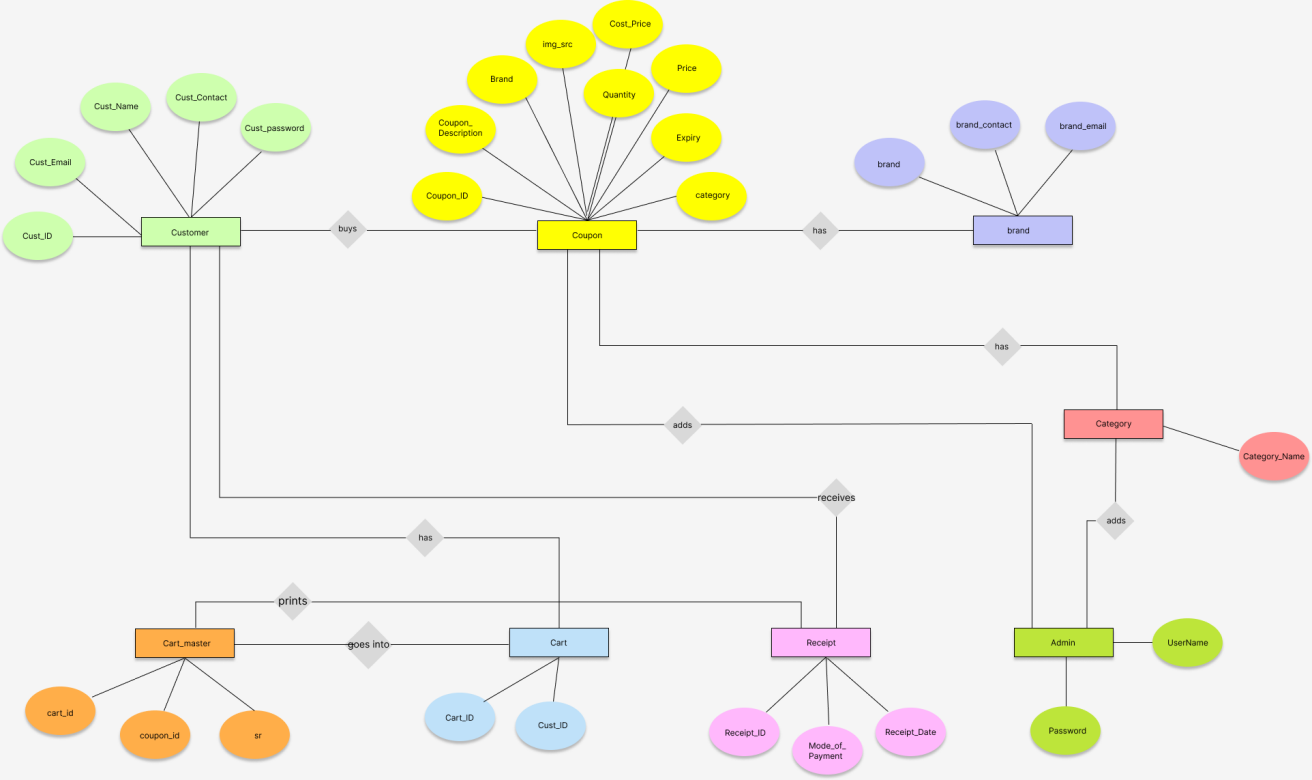 Cost_Price
img_src
Price
Brand
Quantity
Cust_Contact
Cust_Name
Cust_password
Coupon_
Description
Expiry
brand_contact
brand_email
Cust_Email
brand
Coupon_ID
category
Cust_ID
Customer
buys
Coupon
has
brand
has
adds
Category
Category_Name
receives
has
adds
prints
Cart_master
goes into
Cart
Receipt
Admin
UserName
cart_id
coupon_id
sr
Cart_ID
Cust_ID
Receipt_ID
Mode_of_
Payment
Receipt_Date
Password